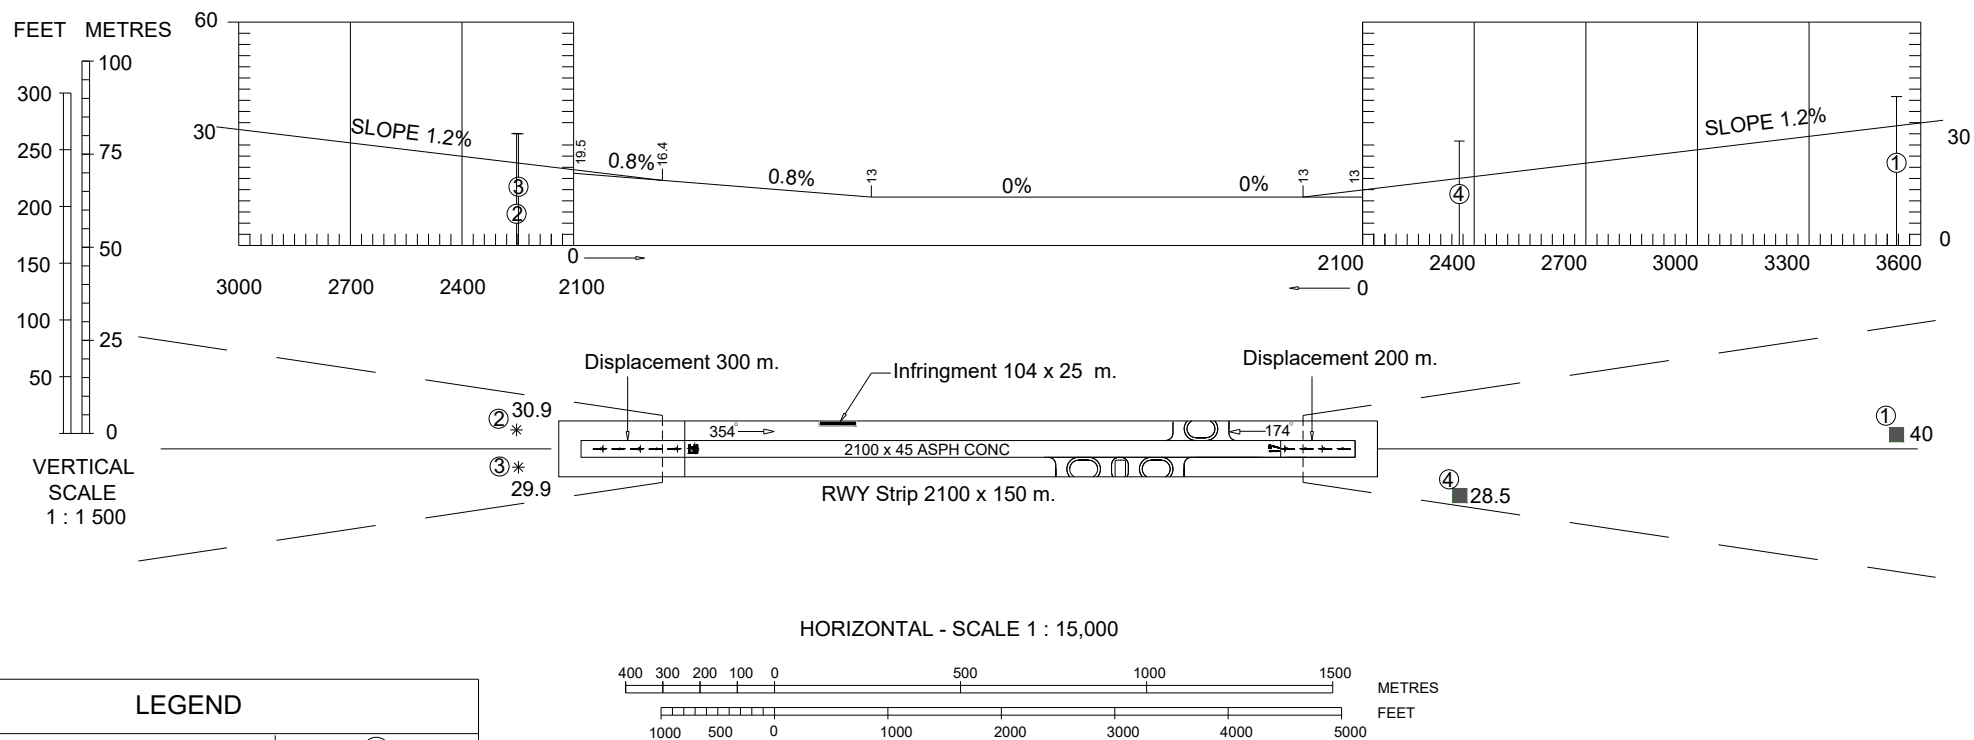 FEET METRES
60
100
300
30
SLOPE 1.2%
19.5
0.8%
16.4
0.8%
13
0%
0%
13
13
SLOPE 1.2%
30
250
75
3
2
4
1
200
50
0
0
150
3000 2700 2400 2100
2100 2400 2700 3000 3300 3600
0
100
25
50
0
Displacement 300 m.
Infringment 104 x 25 m.
Displacement 200 m.
2 30.9
354°
174°
1
40
2100 x 45 ASPH CONC
3
29.9
4
28.5
RWY Strip 2100 x 150 m.
VERTICAL
SCALE
1 : 1 500
HORIZONTAL - SCALE 1 : 15,000
400 300 200 100 0 500 1000 1500
METRES
FEET
1000 500 0 1000 2000 3000 4000 5000
LEGEND